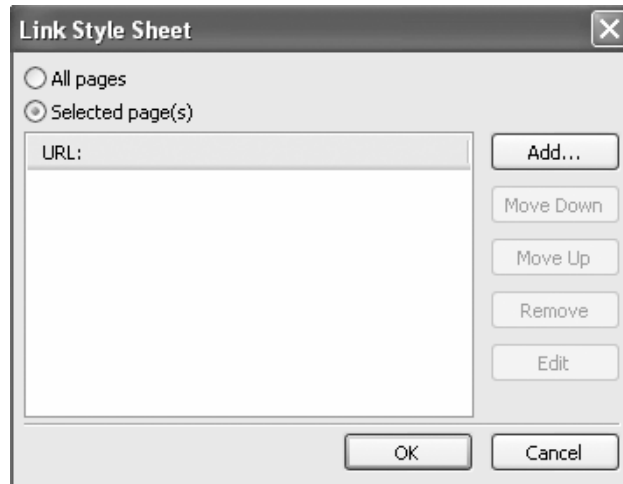 Link Style Sheet
All pages
Selected page(s)
URL:
Add...
Move Down
Move Up
Remove
Edit
OK
Cancel